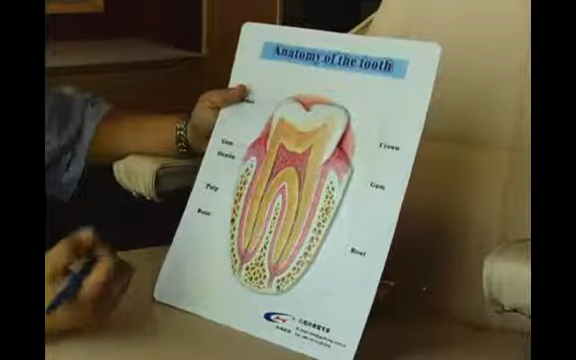 Anatomy of the tooth
Gum
Dentin
Pulp
Bone
Crown
Gum
Root